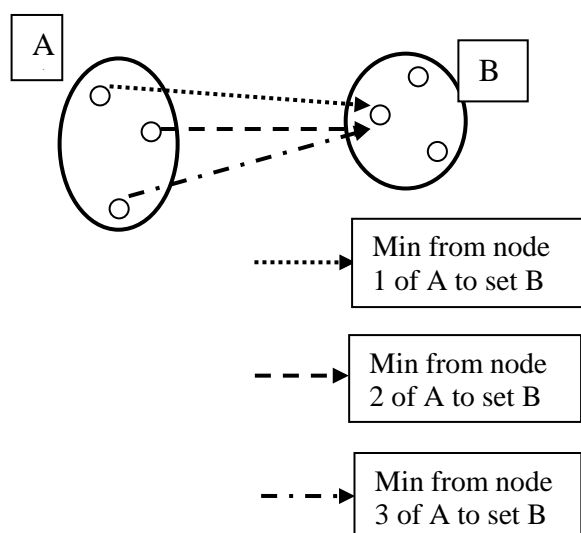 A
B
Min from node
1 of A to set B
Min from node
2 of A to set B
Min from node
3 of A to set B